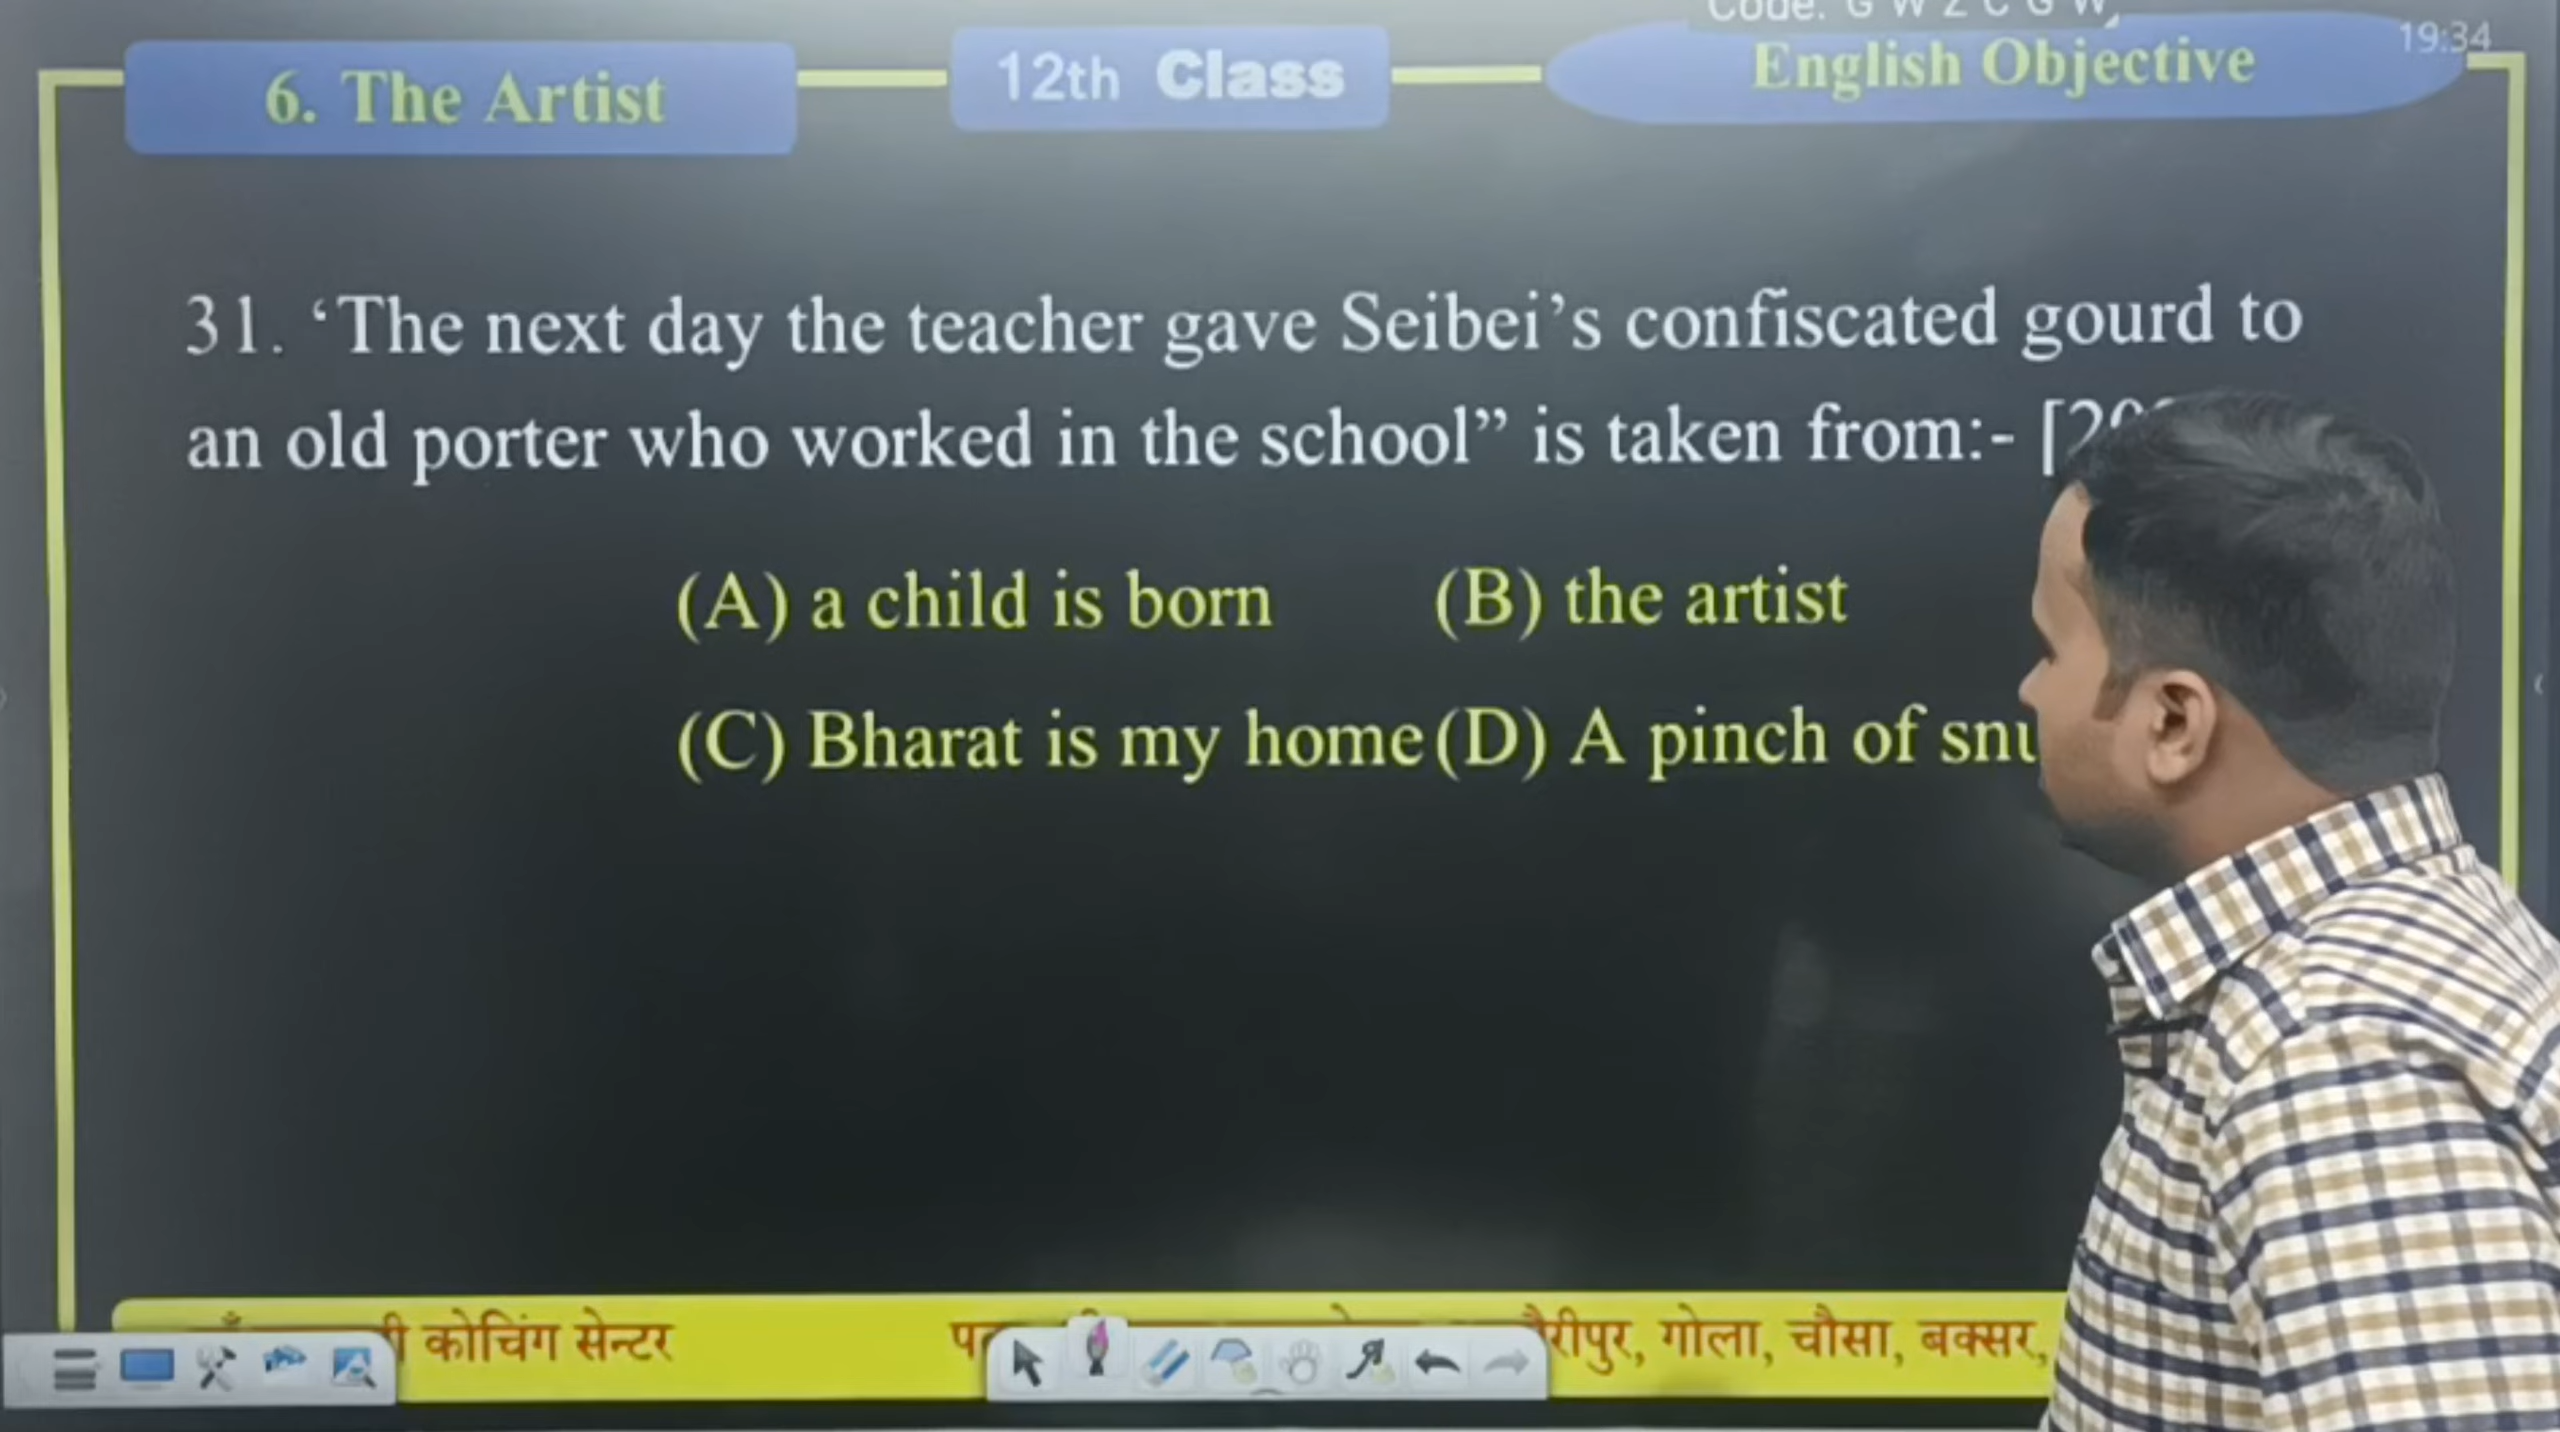 Code: G W Z C G W
19:34
6. The Artist
12th Class
English Objective
31. ‘The next day the teacher gave Seibei’s confiscated gourd to
an old porter who worked in the school” is taken from:- [20
(A) a child is born
(B) the artist
(C) Bharat is my home
(D) A pinch of
कोचिंग सेन्टर
गोला, चौसा, बक्सर,